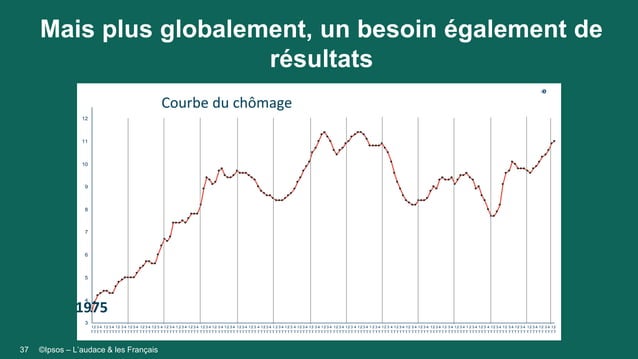 Mais plus globalement, un besoin également de
résultats
Courbe du chômage
12
11
10
9
8
7
6
5
4
3
1975
37 ©Ipsos – L'audace & les Français